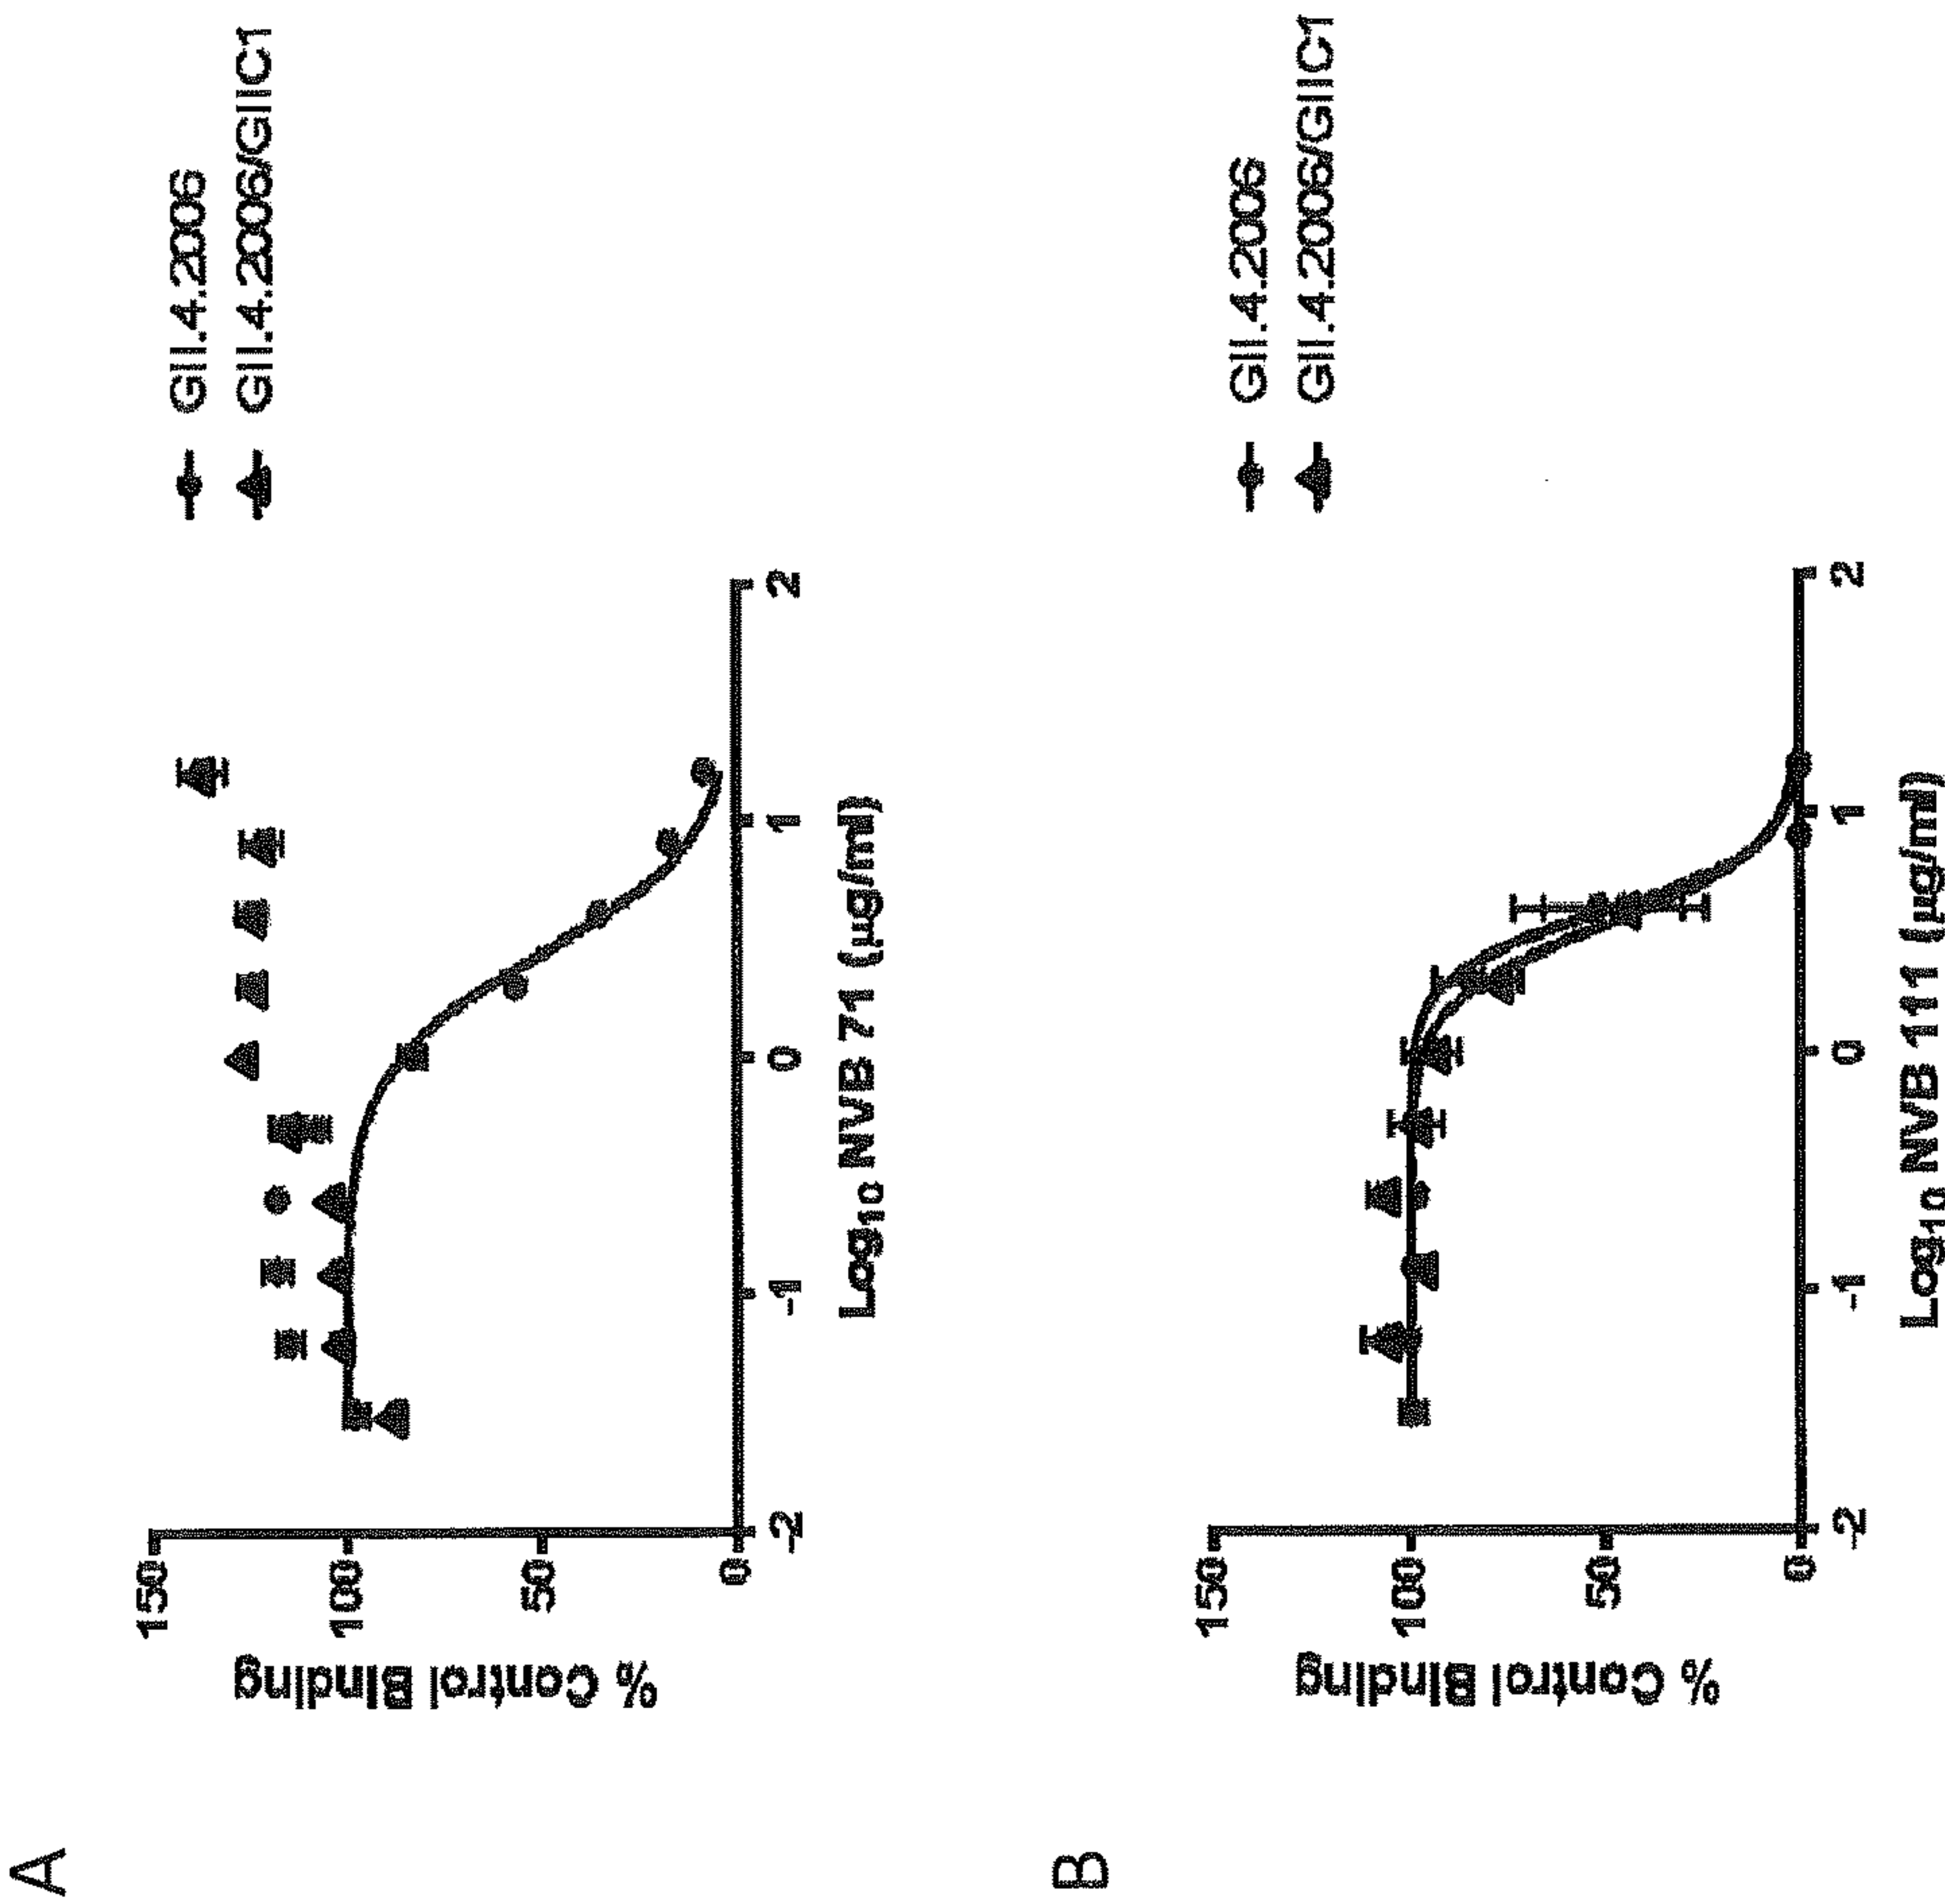 A
% Control Binding
150
100
50
0
-2
-1
0
1
2
Log10 NVB 71 (µg/ml)
GII.4.2006
GII.4.2006/GIIC1
B
% Control Binding
150
100
50
0
-2
-1
0
1
2
Log10 NVB 111 (µg/ml)
GII.4.2006
GII.4.2006/GIIC1